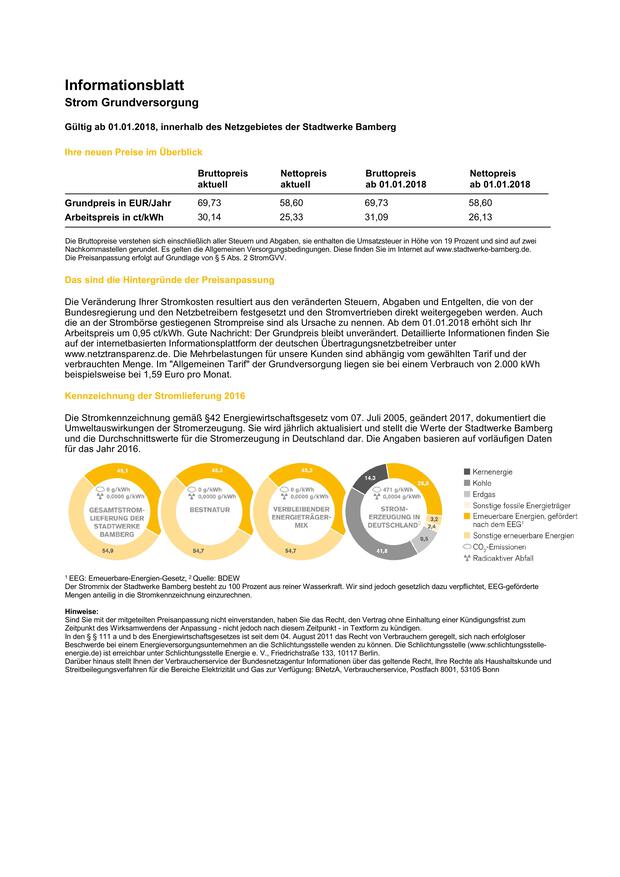 Informationsblatt
Strom Grundversorgung
Gültig ab 01.01.2018, innerhalb des Netzgebietes der Stadtwerke Bamberg
Ihre neuen Preise im Überblick
Bruttopreis aktuell Nettopreis aktuell Bruttopreis ab 01.01.2018 Nettopreis ab 01.01.2018
Grundpreis in EUR/Jahr 69,73 58,60 69,73 58,60
Arbeitspreis in ct/kWh 30,14 25,33 31,09 26,13
Die Bruttopreise verstehen sich einschließlich aller Steuern und Abgaben, sie enthalten die Umsatzsteuer in Höhe von 19 Prozent und sind auf zwei
Nachkommastellen gerundet. Es gelten die Allgemeinen Versorgungsbedingungen. Diese finden Sie im Internet auf www.stadtwerke-bamberg.de.
Die Preisanpassung erfolgt auf Grundlage von § 5 Abs. 2 StromGVV.
Das sind die Hintergründe der Preisanpassung
Die Veränderung Ihrer Stromkosten resultiert aus den veränderten Steuern, Abgaben und Entgelten, die von der
Bundesregierung und den Netzbetreibern festgesetzt und den Stromvertrieben direkt weitergegeben werden. Auch
die an der Strombörse gestiegenen Strompreise sind als Ursache zu nennen. Ab dem 01.01.2018 erhöht sich Ihr
Arbeitspreis um 0,95 ct/kWh. Gute Nachricht: Der Grundpreis bleibt unverändert. Detaillierte Informationen finden Sie
auf der internetbasierten Informationsplattform der deutschen Übertragungsnetzbetreiber unter
www.netztransparenz.de. Die Mehrbelastungen für unsere Kunden sind abhängig vom gewählten Tarif und der
verbrauchten Menge. Im "Allgemeinen Tarif" der Grundversorgung liegen sie bei einem Verbrauch von 2.000 kWh
beispielsweise bei 1,59 Euro pro Monat.
Kennzeichnung der Stromlieferung 2016
Die Stromkennzeichnung gemäß §42 Energiewirtschaftsgesetz vom 07. Juli 2005, geändert 2017, dokumentiert die
Umweltauswirkungen der Stromerzeugung. Sie wird jährlich aktualisiert und stellt die Werte der Stadtwerke Bamberg
und die Durchschnittswerte für die Stromerzeugung in Deutschland dar. Die Angaben basieren auf vorläufigen Daten
für das Jahr 2016.
45,1
0 g/kWh
0,0000 g/kWh
GESAMTSTROM-
LIEFERUNG DER
STADTWERKE
BAMBERG
54,9
45,3
0 g/kWh
0,0000 g/kWh
BESTNATUR
54,7
45,3
0 g/kWh
0,0000 g/kWh
VERBLEIBENDER
ENERGIETRÄGER-
MIX
54,7
14,3
471 g/kWh
0,0004 g/kWh
STROM-
ERZEUGUNG IN
DEUTSCHLAND²
3,2
41,8
Kernenergie
Kohle
Erdgas
Sonstige fossile Energieträger
Erneuerbare Energien, gefördert
nach dem EEG¹
Sonstige erneuerbare Energien
CO₂-Emissionen
Radioaktiver Abfall
¹ EEG: Erneuerbare-Energien-Gesetz, ² Quelle: BDEW
Der Strommix der Stadtwerke Bamberg besteht zu 100 Prozent aus reiner Wasserkraft. Wir sind jedoch gesetzlich dazu verpflichtet, EEG-geförderte
Mengen anteilig in die Stromkennzeichnung einzurechnen.
Hinweise:
Sind Sie mit der mitgeteilten Preisanpassung nicht einverstanden, haben Sie das Recht, den Vertrag ohne Einhaltung einer Kündigungsfrist zum
Zeitpunkt des Wirksamwerdens der Anpassung - nicht jedoch nach diesem Zeitpunkt - in Textform zu kündigen.
In den § § 111 a und b des Energiewirtschaftsgesetzes ist seit dem 04. August 2011 das Recht von Verbrauchern geregelt, sich nach erfolgloser
Beschwerde bei einem Energieversorgungsunternehmen an die Schlichtungsstelle wenden zu können. Die Schlichtungsstelle (www.schlichtungsstelle-
energie.de) ist erreichbar unter Schlichtungsstelle Energie e. V., Friedrichstraße 133, 10117 Berlin.
Darüber hinaus stellt Ihnen der Verbraucherservice der Bundesnetzagentur Informationen über das geltende Recht, Ihre Rechte als Haushaltskunde und
Streitbeilegungsverfahren für die Bereiche Elektrizität und Gas zur Verfügung: BNetzA, Verbraucherservice, Postfach 8001, 53105 Bonn